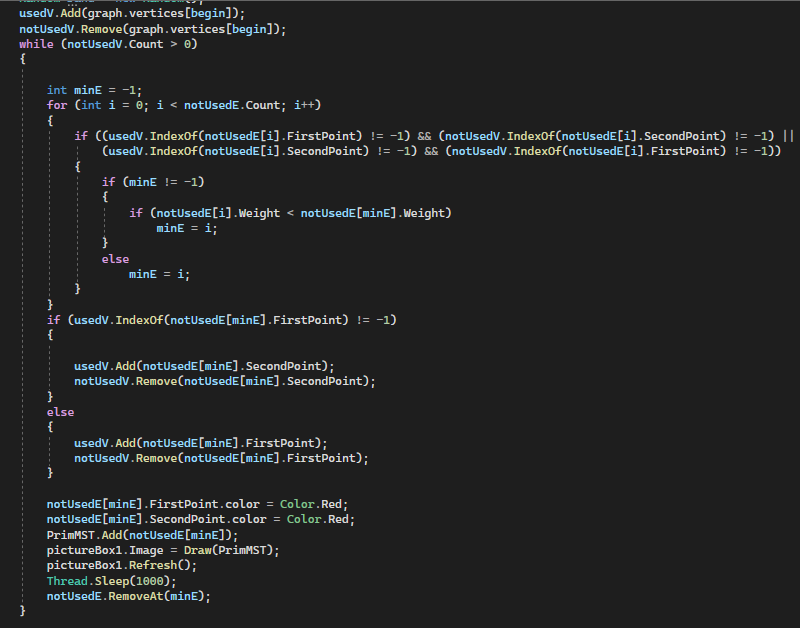 usedV.Add(graph.vertices[begin]);
notUsedV.Remove(graph.vertices[begin]);
while (notUsedV.Count > 0)
{
int minE = -1;
for (int i = 0; i < notUsedE.Count; i++)
{
if ((usedV.IndexOf(notUsedE[i].FirstPoint) != -1) && (notUsedV.IndexOf(notUsedE[i].SecondPoint) != -1) ||
(usedV.IndexOf(notUsedE[i].SecondPoint) != -1) && (notUsedV.IndexOf(notUsedE[i].FirstPoint) != -1))
{
if (minE != -1)
{
if (notUsedE[i].Weight < notUsedE[minE].Weight)
minE = i;
}
else
minE = i;
}
}
if (usedV.IndexOf(notUsedE[minE].FirstPoint) != -1)
{
usedV.Add(notUsedE[minE].SecondPoint);
notUsedV.Remove(notUsedE[minE].SecondPoint);
}
else
{
usedV.Add(notUsedE[minE].FirstPoint);
notUsedV.Remove(notUsedE[minE].FirstPoint);
}
notUsedE[minE].FirstPoint.color = Color.Red;
notUsedE[minE].SecondPoint.color = Color.Red;
PrimMST.Add(notUsedE[minE]);
pictureBox1.Image = Draw(PrimMST);
pictureBox1.Refresh();
Thread.Sleep(1000);
notUsedE.RemoveAt(minE);
}